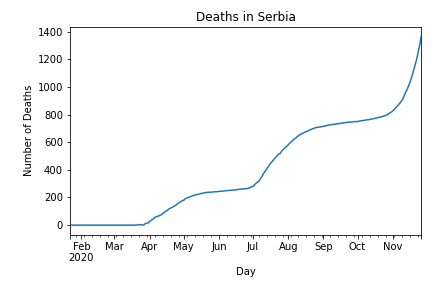 Deaths in Serbia
1400
1200
1000
800
600
400
200
0
Number of Deaths
Feb Mar Apr May Jun Jul Aug Sep Oct Nov
2020
Day